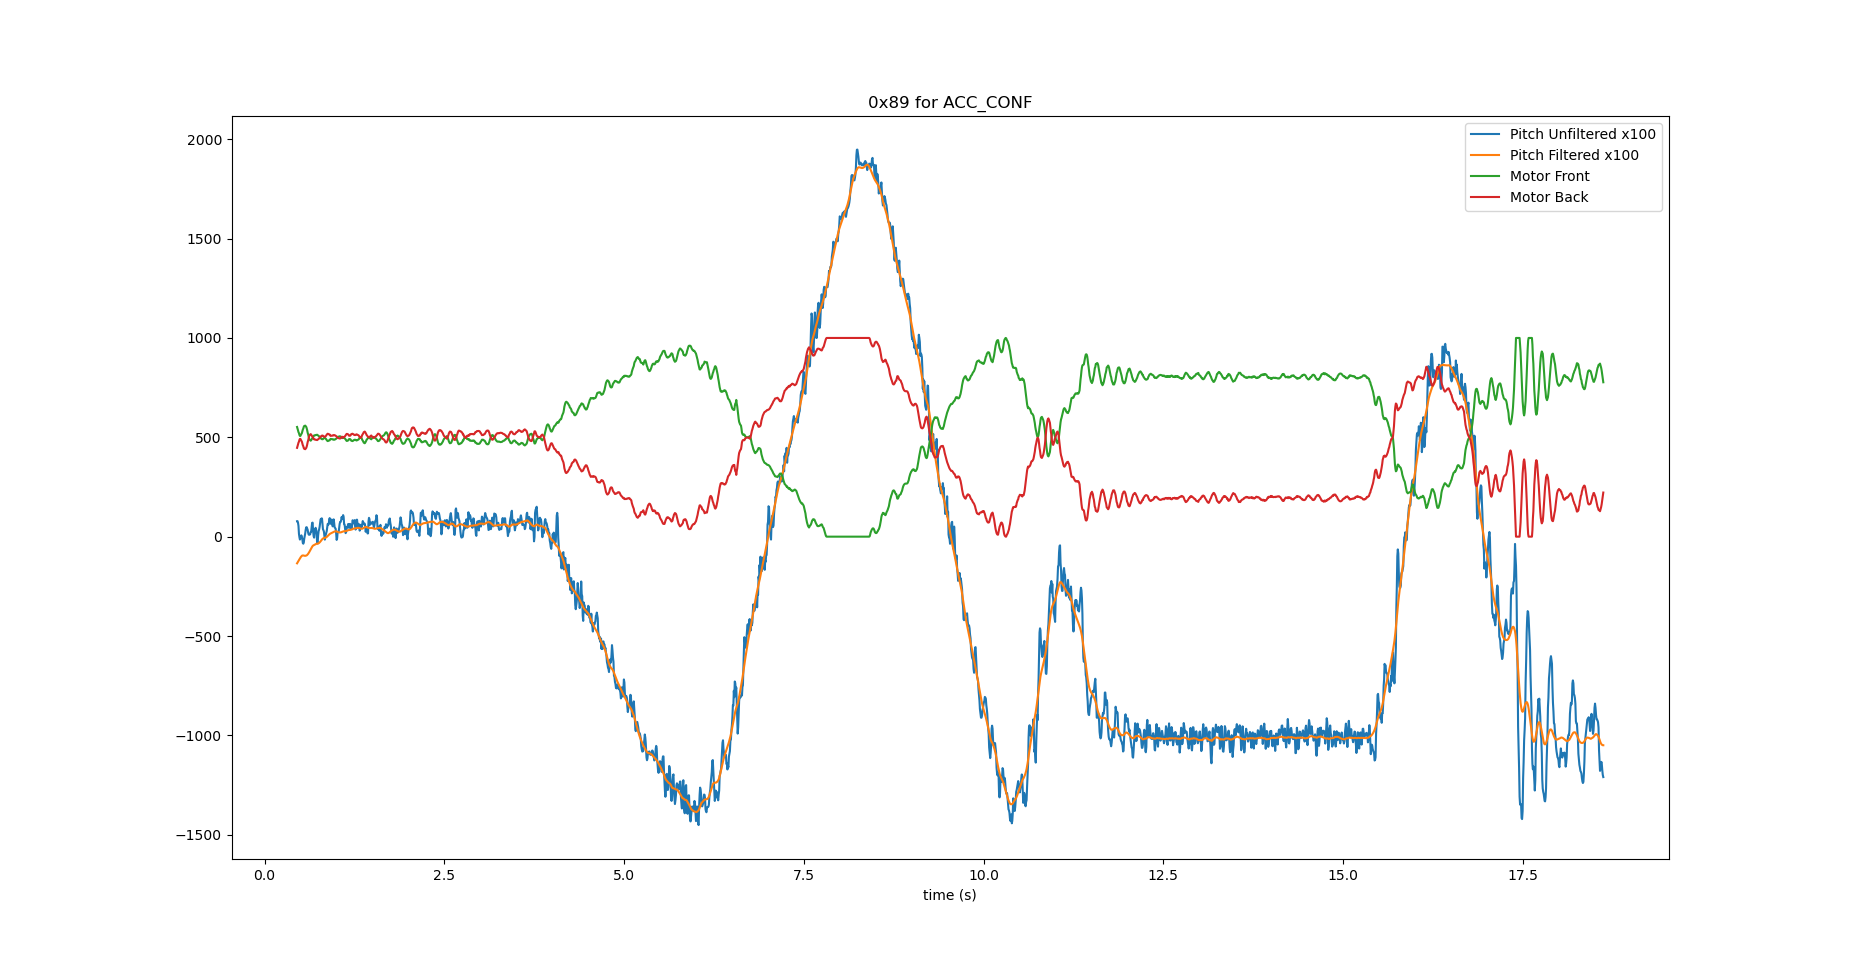 0x89 for ACC_CONF
Pitch Unfiltered x100
Pitch Filtered x100
Motor Front
Motor Back
2000
1500
1000
500
0
−500
−1000
−1500
0.0 2.5 5.0 7.5 10.0 12.5 15.0 17.5
time (s)